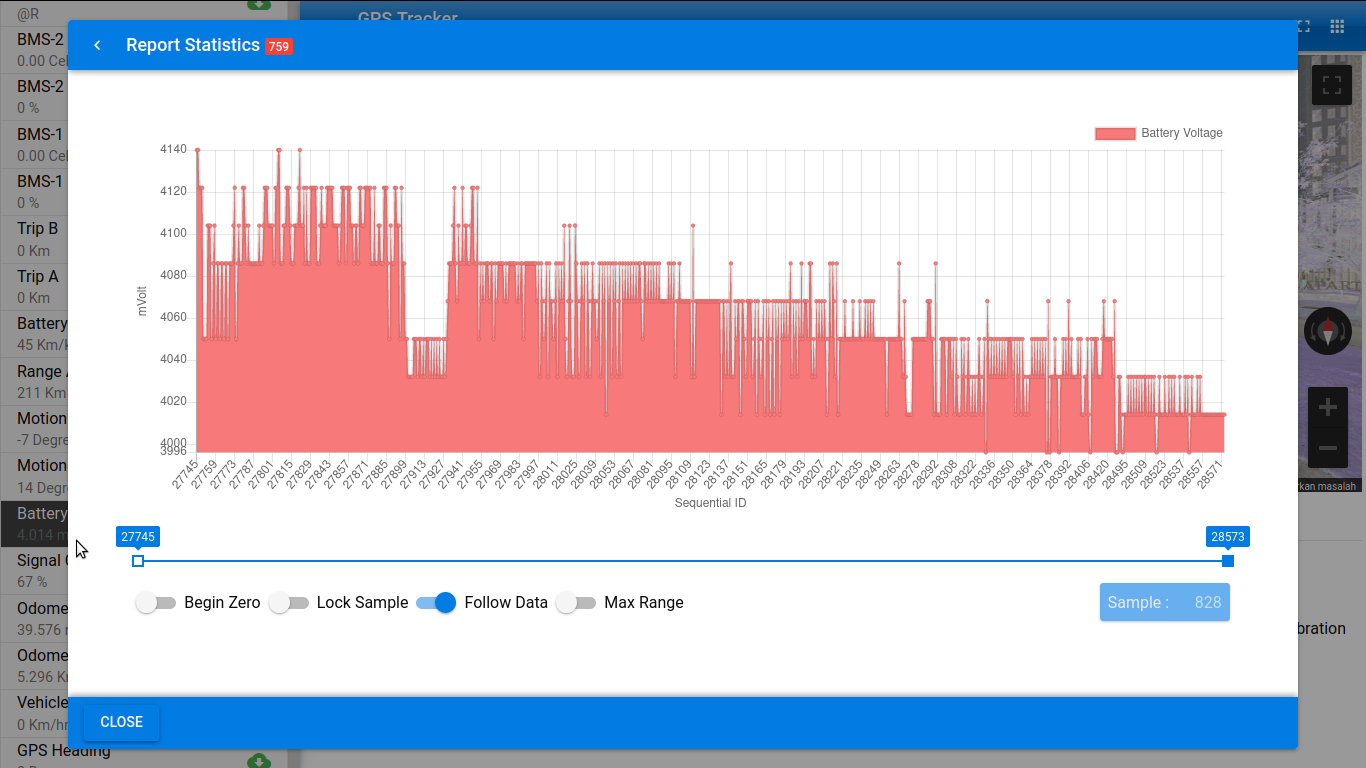 @R
GPS Tracker
BMS-2
0.00 Cel
BMS-2
0 %
BMS-1
0.00 Cel
BMS-1
0 %
Trip B
0 Km
Trip A
0 Km
Battery
45 Km/k
Range
211 Km
Motion
-7 Degre
Motion
14 Degr
Battery
4.014 m
Signal
67 %
Odome
39.576
Odome
5.296 K
Vehicle
0 Km/hr
GPS Heading
Report Statistics 759
Battery Voltage
4140
4120
4100
4080
4060
4040
4020
4000
3996
mVolt
27745 27759 27773 27787 27801 27815 27829 27843 27857 27871 27885 27899 27913 27927 27941 27955 27969 27983 27997 28011 28025 28039 28053 28067 28081 28095 28109 28123 28137 28151 28165 28179 28193 28207 28221 28235 28249 28263 28278 28292 28308 28322 28336 28350 28364 28378 28392 28406 28420 28495 28509 28523 28537 28557 28571
Sequential ID
27745 28573
Begin Zero Lock Sample Follow Data Max Range Sample : 828
CLOSE
APART
kan masalah
bration